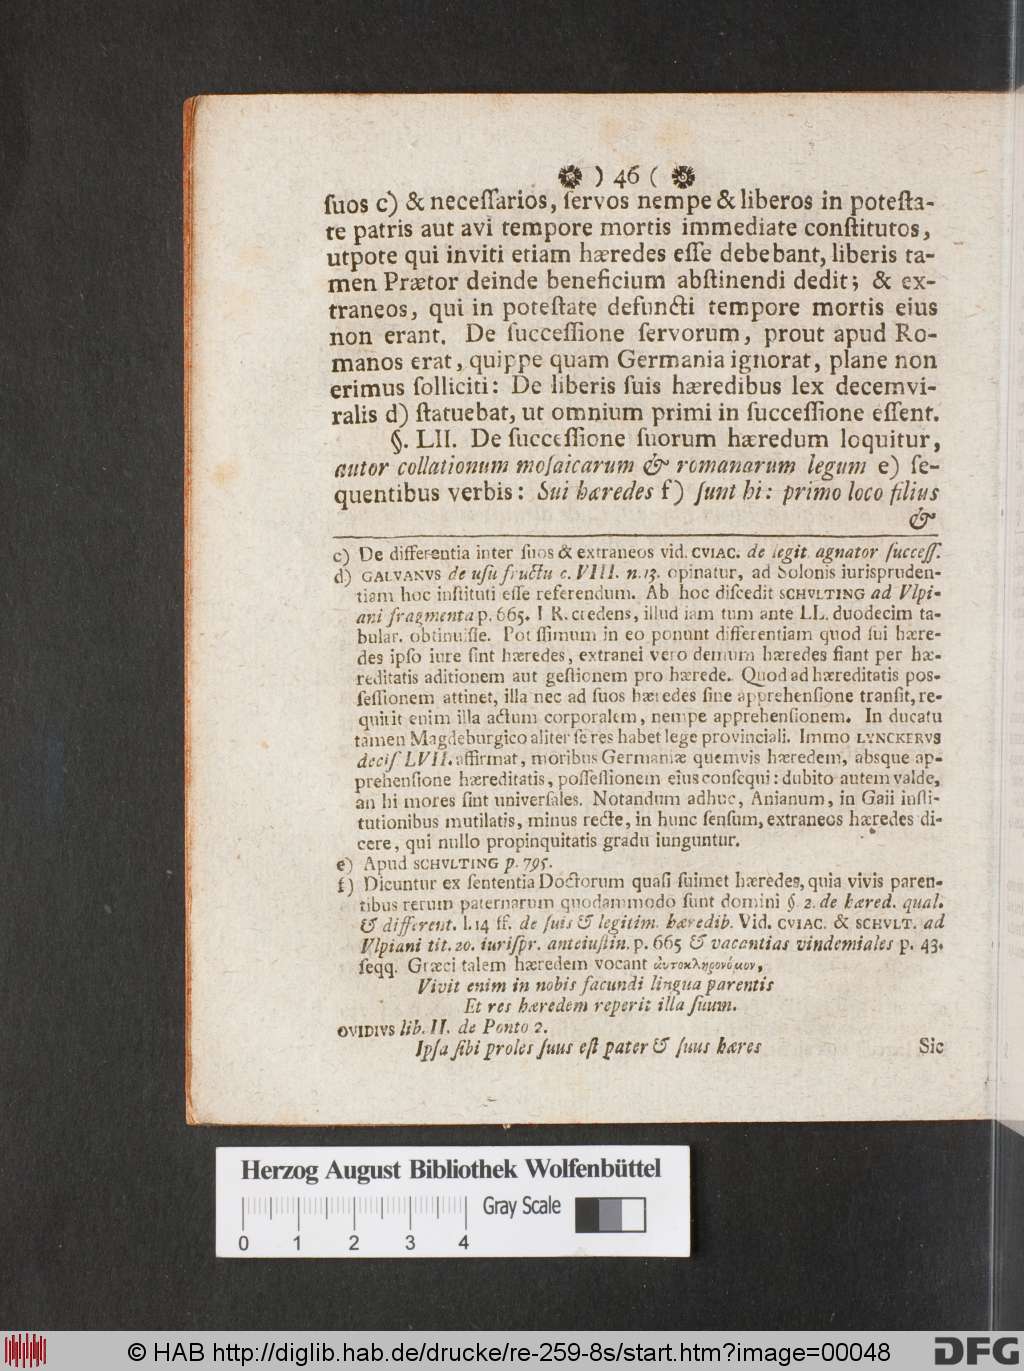 ) 46 (
ſuos c) & neceſſarios, ſervos nempe & liberos in poteſta-
te patris aut avi tempore mortis immediate conſtitutos,
utpote qui inviti etiam hæredes eſſe debebant, liberis ta-
men Prætor deinde beneficium abſtinendi dedit; & ex-
traneos, qui in poteſtate defuncti tempore mortis eius
non erant. De ſucceſſione ſervorum, prout apud Ro-
manos erat, quippe quam Germania ignorat, plane non
erimus ſolliciti: De liberis ſuis hæredibus lex decemvi-
ralis d) ſtatuebat, ut omnium primi in ſucceſſione eſſent.
§. LII. De ſucceſſione ſuorum hæredum loquitur,
autor collationum moſaicarum & romanarum legum e) ſe-
quentibus verbis: Sui hæredes f) ſunt hi: primo loco filius
&
c) De differentia inter ſuos & extraneos vid. CVIAC. de legit. agnator ſucceſſ.
d) GALVANVS de uſu fructu c. VIII. n. 13. opinatur, ad Solonis iurispruden-
tiam hoc inſtituti eſſe referendum. Ab hoc diſcedit SCHVLTING ad Vlpi-
ani fragmenta p. 665. I R. credens, illud iam tum ante LL. duodecim ta-
bular. obtinuiſſe. Potſſimum in eo ponunt differentiam quod ſui hære-
des ipſo iure ſint hæredes, extranei vero demum hæredes fiant per hæ-
reditatis aditionem aut geſtionem pro hærede. Quod ad hæreditatis poſ-
ſeſſionem attinet, illa nec ad ſuos hæredes ſine apprehenſione tranſit, re-
quirit enim illa actum corporalem, nempe apprehenſionem. In ducatu
tamen Magdeburgico aliter ſe res habet lege provinciali. Immo LYNCKERVS
deciſ LVII. affirmat, moribus Germaniæ quemvis hæredem, absque ap-
prehenſione hæreditatis, poſſeſſionem eius conſequi: dubito autem valde,
an hi mores ſint univerſales. Notandum adhuc, Anianum, in Gaii inſti-
tutionibus mutilatis, minus recte, in hunc ſenſum, extraneos hæredes di-
cere, qui nullo propinquitatis gradu iunguntur.
e) Apud SCHVLTING p. 795.
f) Dicuntur ex ſententia Doctorum quaſi ſuimet hæredes, quia vivis paren-
tibus rerum paternarum quodammodo ſunt domini §. 2. de hæred. qual.
& different. l. 14 ff. de ſuis & legitim. hæredib. Vid. CVIAC. & SCHVLT. ad
Vlpiani tit. 20. iuriſpr. anteiuſtin. p. 665 & vacantias vindemiales p. 43.
ſeqq. Græci talem hæredem vocant αὐτοκληρονόμον,
Vivit enim in nobis facundi lingua parentis
Et res hæredem reperit illa ſuum.
OVIDIVS lib. II. de Ponto 2.
Ipſa ſibi proles ſuus eſt pater & ſuus hæres
Sic
Herzog August Bibliothek Wolfenbüttel
Gray Scale
0 1 2 3 4
© HAB http://diglib.hab.de/drucke/re-259-8s/start.htm?image=00048
DFG